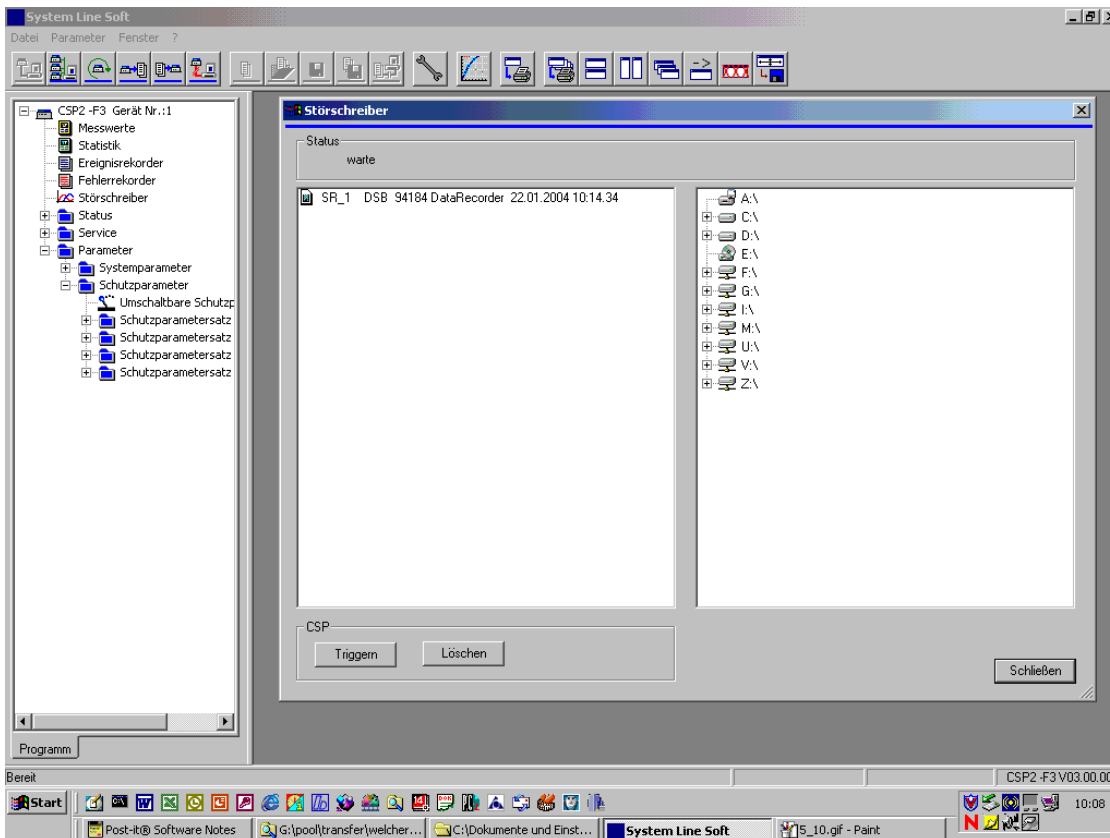 System Line Soft
Datei Parameter Fenster ?
CSP2 -F3 Gerät Nr.:1
Messwerte
Statistik
Ereignisrekorder
Fehlerrekorder
Störschreiber
Status
Service
Parameter
Systemparameter
Schutzparameter
Umschaltbare Schutzp
Schutzparametersatz
Schutzparametersatz
Schutzparametersatz
Schutzparametersatz
Programm
Störschreiber
Status
warte
SR_1 DSB 94184 DataRecorder 22.01.2004 10:14.34
A:\
C:\
D:\
E:\
F:\
G:\
I:\
M:\
U:\
V:\
Z:\
CSP
Triggern Löschen
Schließen
Bereit CSP2 -F3 V03.00.00
Start 10:08
Post-it® Software Notes G:\pool\transfer\welcher... C:\Dokumente und Einst... System Line Soft 5_10.gif - Paint